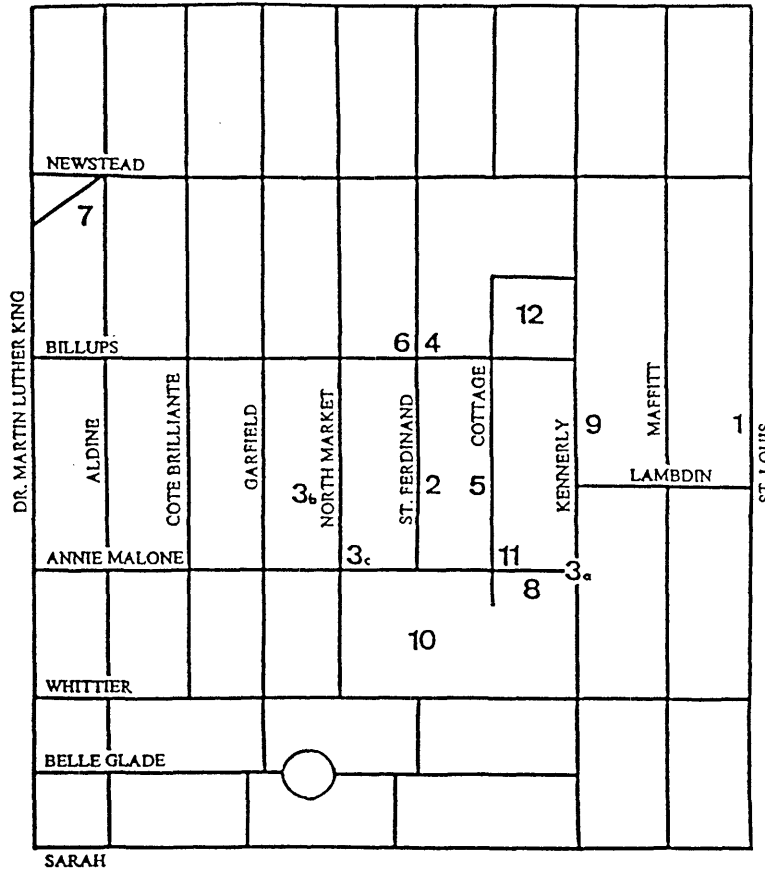 NEWSTEAD
7
12
BILLUPS
6 4
DR. MARTIN LUTHER KING
ALDINE
COTE BRILLIANTE
GARFIELD
NORTH MARKET
ST. FERDINAND
COTTAGE
KENNERLY
MAFFITT
ST. LOUIS
9
1
LAMBDIN
3b
2
5
ANNIE MALONE
3c
11
3a
8
10
WHITTIER
BELLE GLADE
SARAH